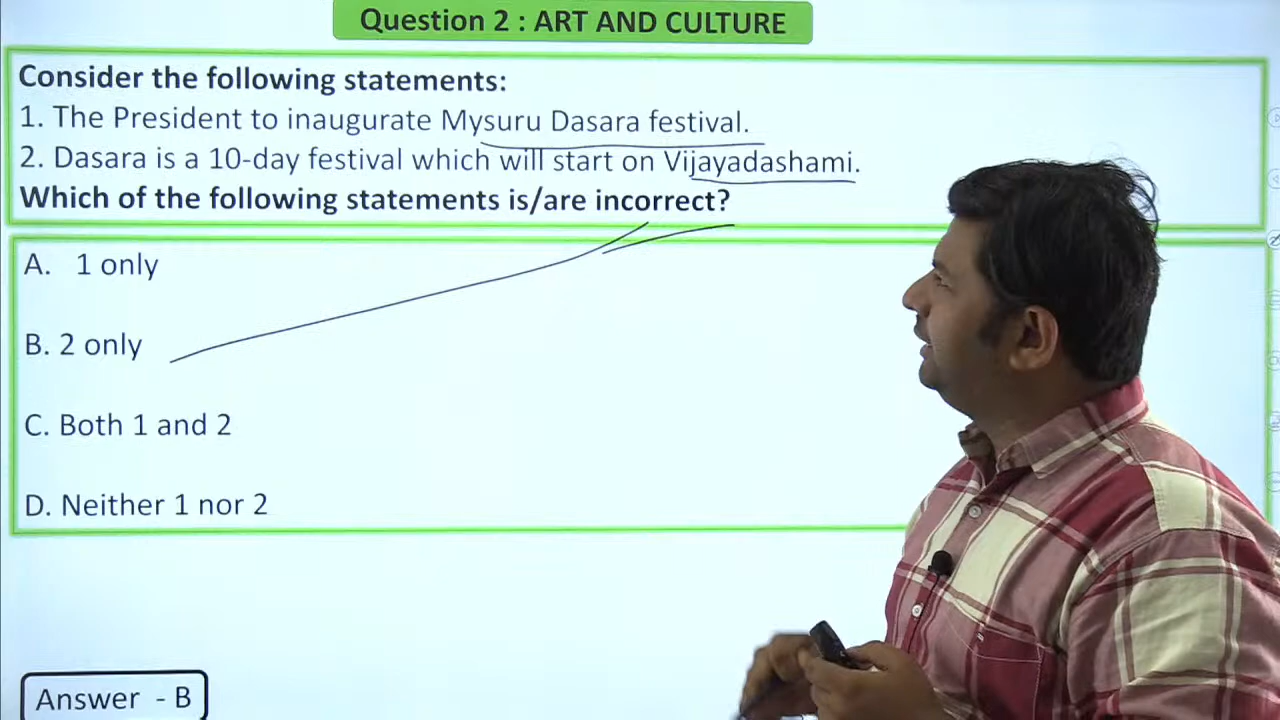 Question 2 : ART AND CULTURE
Consider the following statements:
1. The President to inaugurate Mysuru Dasara festival.
2. Dasara is a 10-day festival which will start on Vijayadashami.
Which of the following statements is/are incorrect?
A. 1 only
B. 2 only
C. Both 1 and 2
D. Neither 1 nor 2
Answer - B